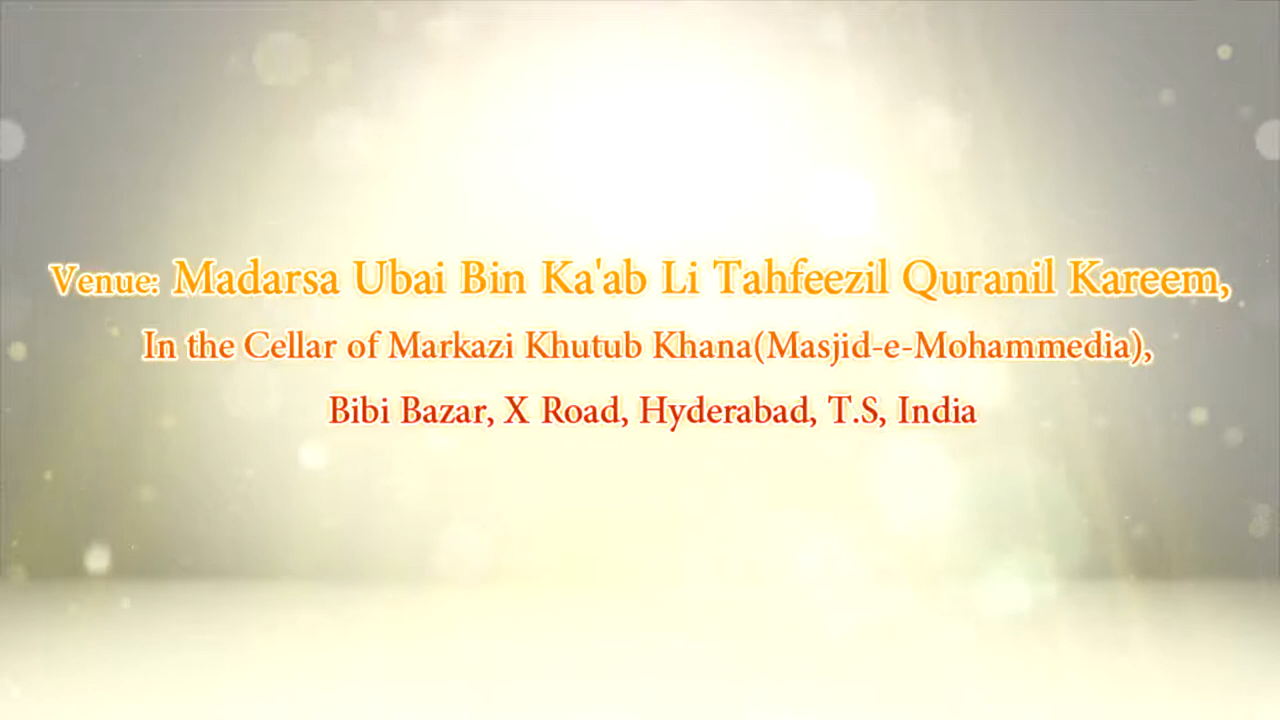 Venue: Madarsa Ubai Bin Ka'ab Li Tahfeezil Quranil Kareem,
In the Cellar of Markazi Khutub Khana(Masjid-e-Mohammedia),
Bibi Bazar, X Road, Hyderabad, T.S, India